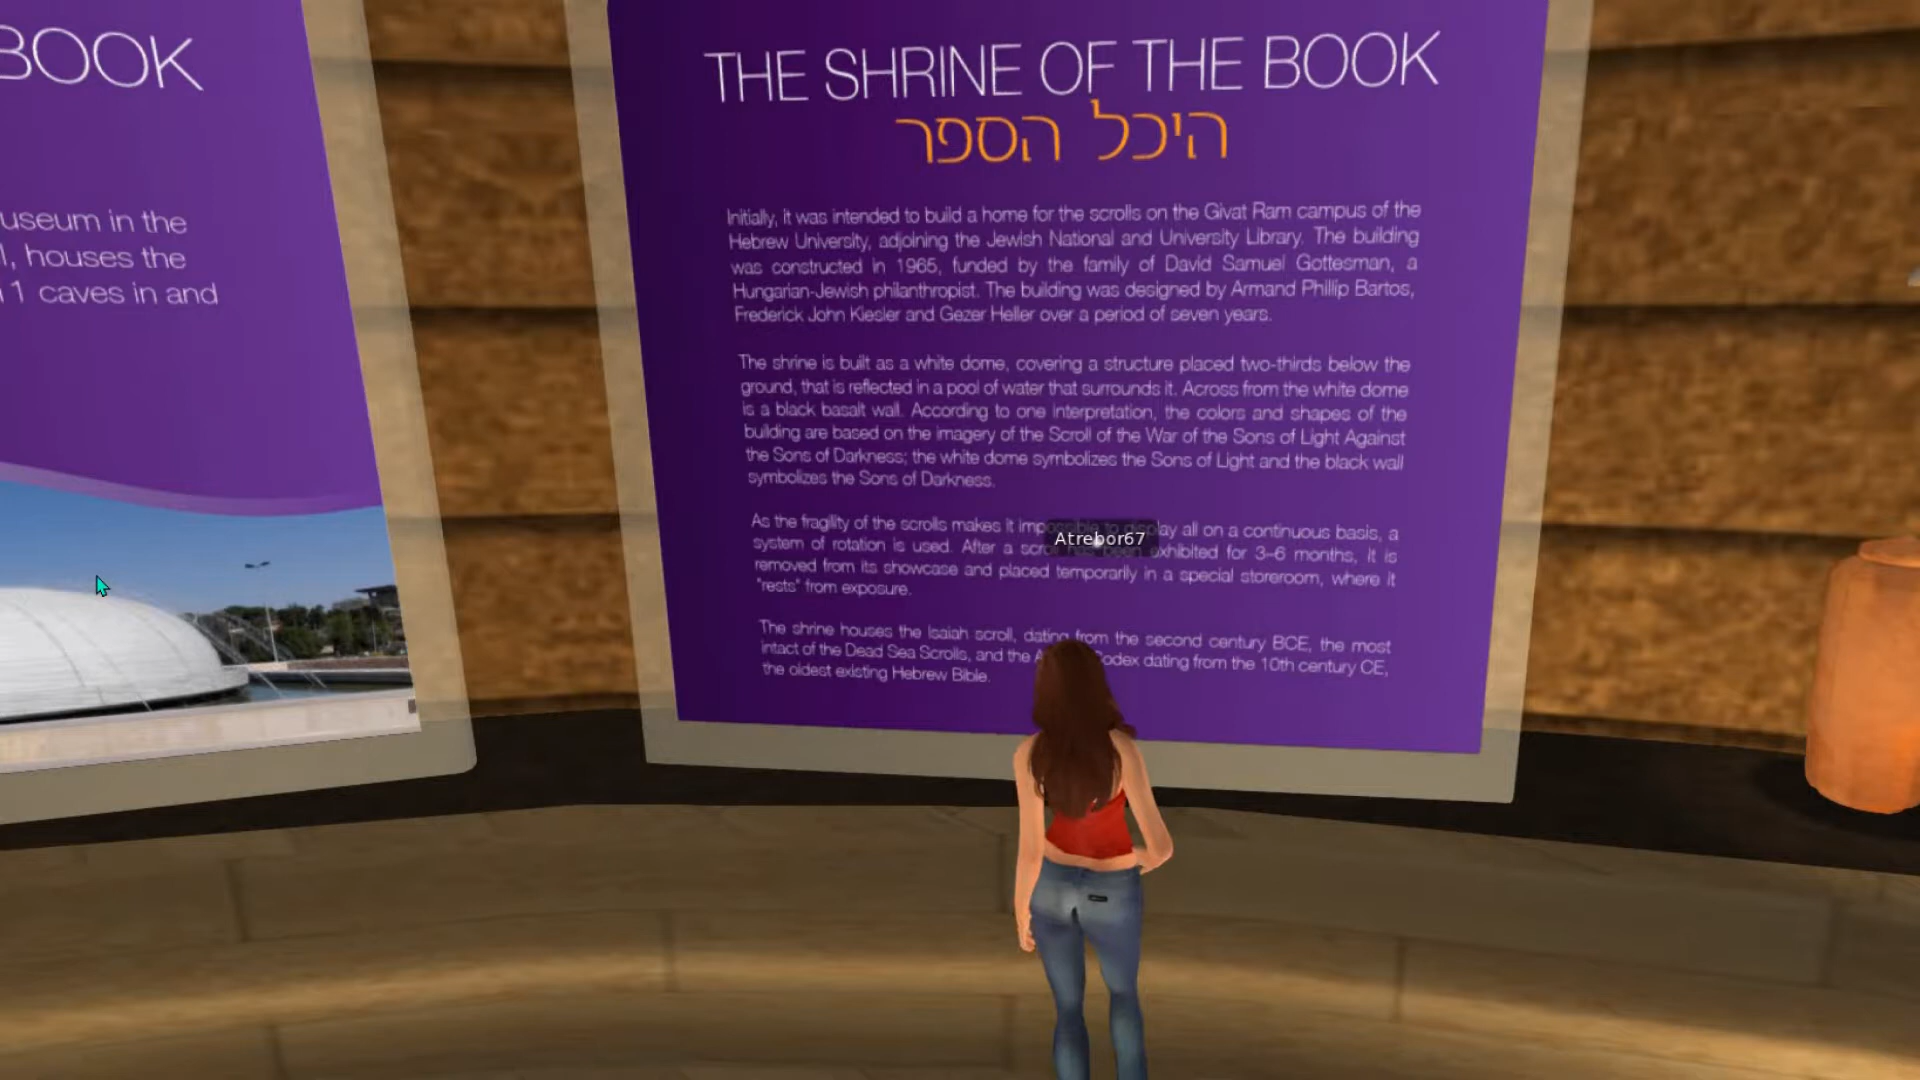 BOOK
useum in the
l, houses the
11 caves in and
THE SHRINE OF THE BOOK
היכל הספר
Initially, it was intended to build a home for the scrolls on the Givat Ram campus of the
Hebrew University, adjoining the Jewish National and University Library. The building
was constructed in 1965, funded by the family of David Samuel Gottesman, a
Hungarian-Jewish philanthropist. The building was designed by Armand Phillip Bartos,
Frederick John Kiesler and Gezer Heller over a period of seven years.
The shrine is built as a white dome, covering a structure placed two-thirds below the
ground, that is reflected in a pool of water that surrounds it. Across from the white dome
is a black basalt wall. According to one interpretation, the colors and shapes of the
building are based on the imagery of the Scroll of the War of the Sons of Light Against
the Sons of Darkness; the white dome symbolizes the Sons of Light and the black wall
symbolizes the Sons of Darkness.
As the fragility of the scrolls makes it impossible to display all on a continuous basis, a
system of rotation is used. After a scroll has been exhibited for 3–6 months, it is
removed from its showcase and placed temporarily in a special storeroom, where it
"rests" from exposure.
The shrine houses the Isaiah scroll, dating from the second century BCE, the most
intact of the Dead Sea Scrolls, and the Codex dating from the 10th century CE,
the oldest existing Hebrew Bible.
Atrebor67